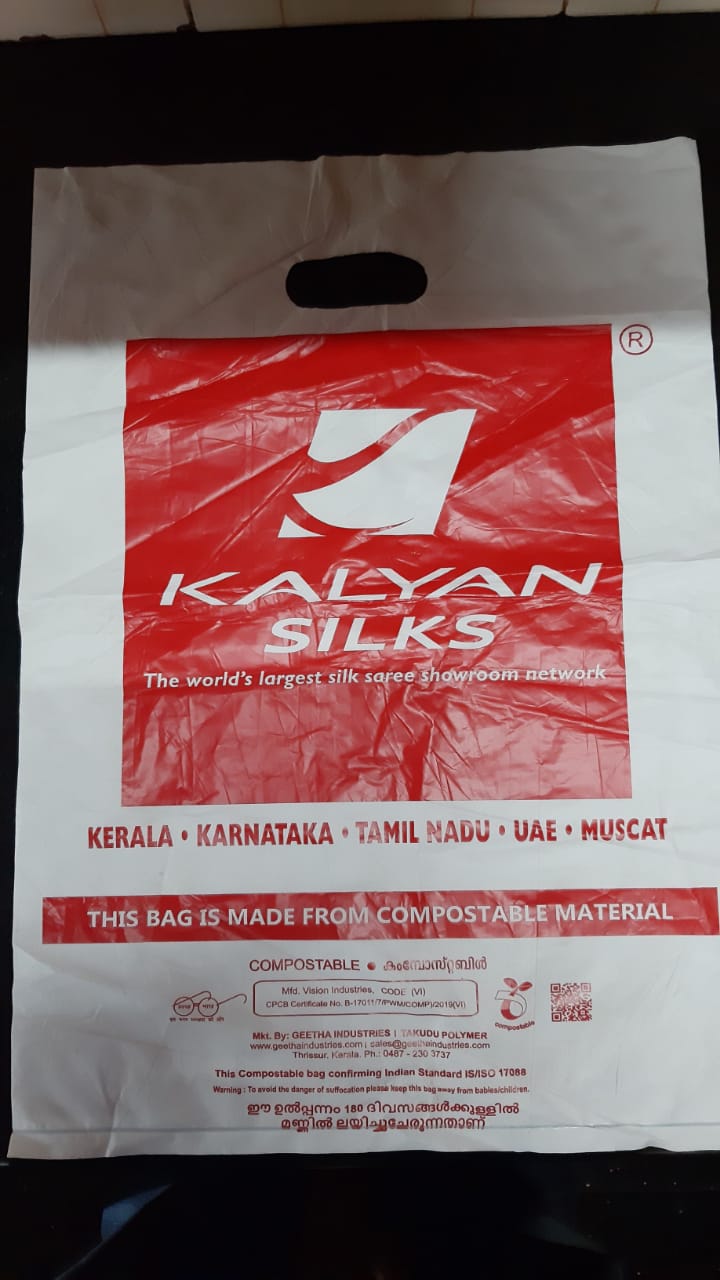 ®
KALYAN
SILKS
The world's largest silk saree showroom network
KERALA • KARNATAKA • TAMIL NADU • UAE • MUSCAT
THIS BAG IS MADE FROM COMPOSTABLE MATERIAL
COMPOSTABLE • കംമ്പോസ്റ്റബിൾ
Mfd. Vision Industries, CODE (VI)
CPCB Certificate No. B-17011/7/PWM/COMP)/2019(VI)
compostable
Mkt. By: GEETHA INDUSTRIES | TAKUDU POLYMER
www.geethaindustries.com | sales@geethaindustries.com
Thrissur, Kerala. Ph.: 0487 - 230 3737
This Compostable bag confirming Indian Standard IS/ISO 17088
Warning : To avoid the danger of suffocation please keep this bag away from babies/children.
ഈ ഉൽപ്പന്നം 180 ദിവസങ്ങൾക്കുള്ളിൽ
മണ്ണിൽ ലയിച്ചുചേരുന്നതാണ്